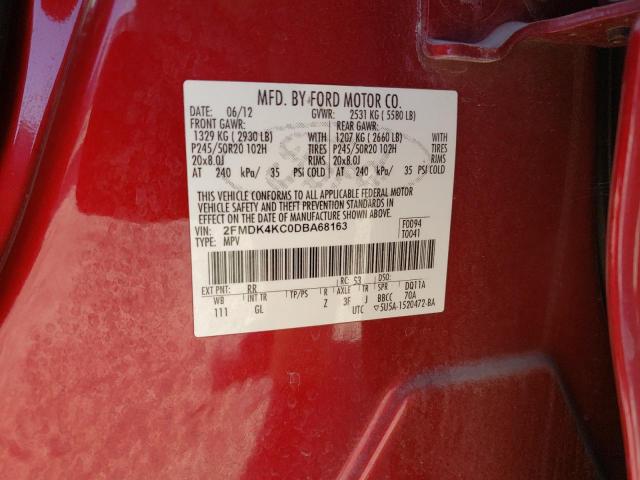 MFD. BY FORD MOTOR CO.
DATE: 06/12 GVWR: 2531 KG ( 5580 LB)
FRONT GAWR: REAR GAWR:
1329 KG ( 2930 LB) WITH 1207 KG ( 2660 LB) WITH
P245/50R20 102H TIRES P245/50R20 102H TIRES
20x8.0J RIMS 20x8.0J RIMS
AT 240 kPa/ 35 PSI COLD AT 240 kPa/ 35 PSI COLD
THIS VEHICLE CONFORMS TO ALL APPLICABLE FEDERAL MOTOR
VEHICLE SAFETY AND THEFT PREVENTION STANDARDS IN
EFFECT ON THE DATE OF MANUFACTURE SHOWN ABOVE.
VIN: 2FMDK4KC0DBA68163 F0094
TYPE: MPV T0041
EXT PNT: RR RC: 53 DSO:
WB INT TR TP/PS R AXLE TR SPR DQ11A
111 GL Z 3F J BBCC 70A
UTC ▽5U5A-1520472-BA